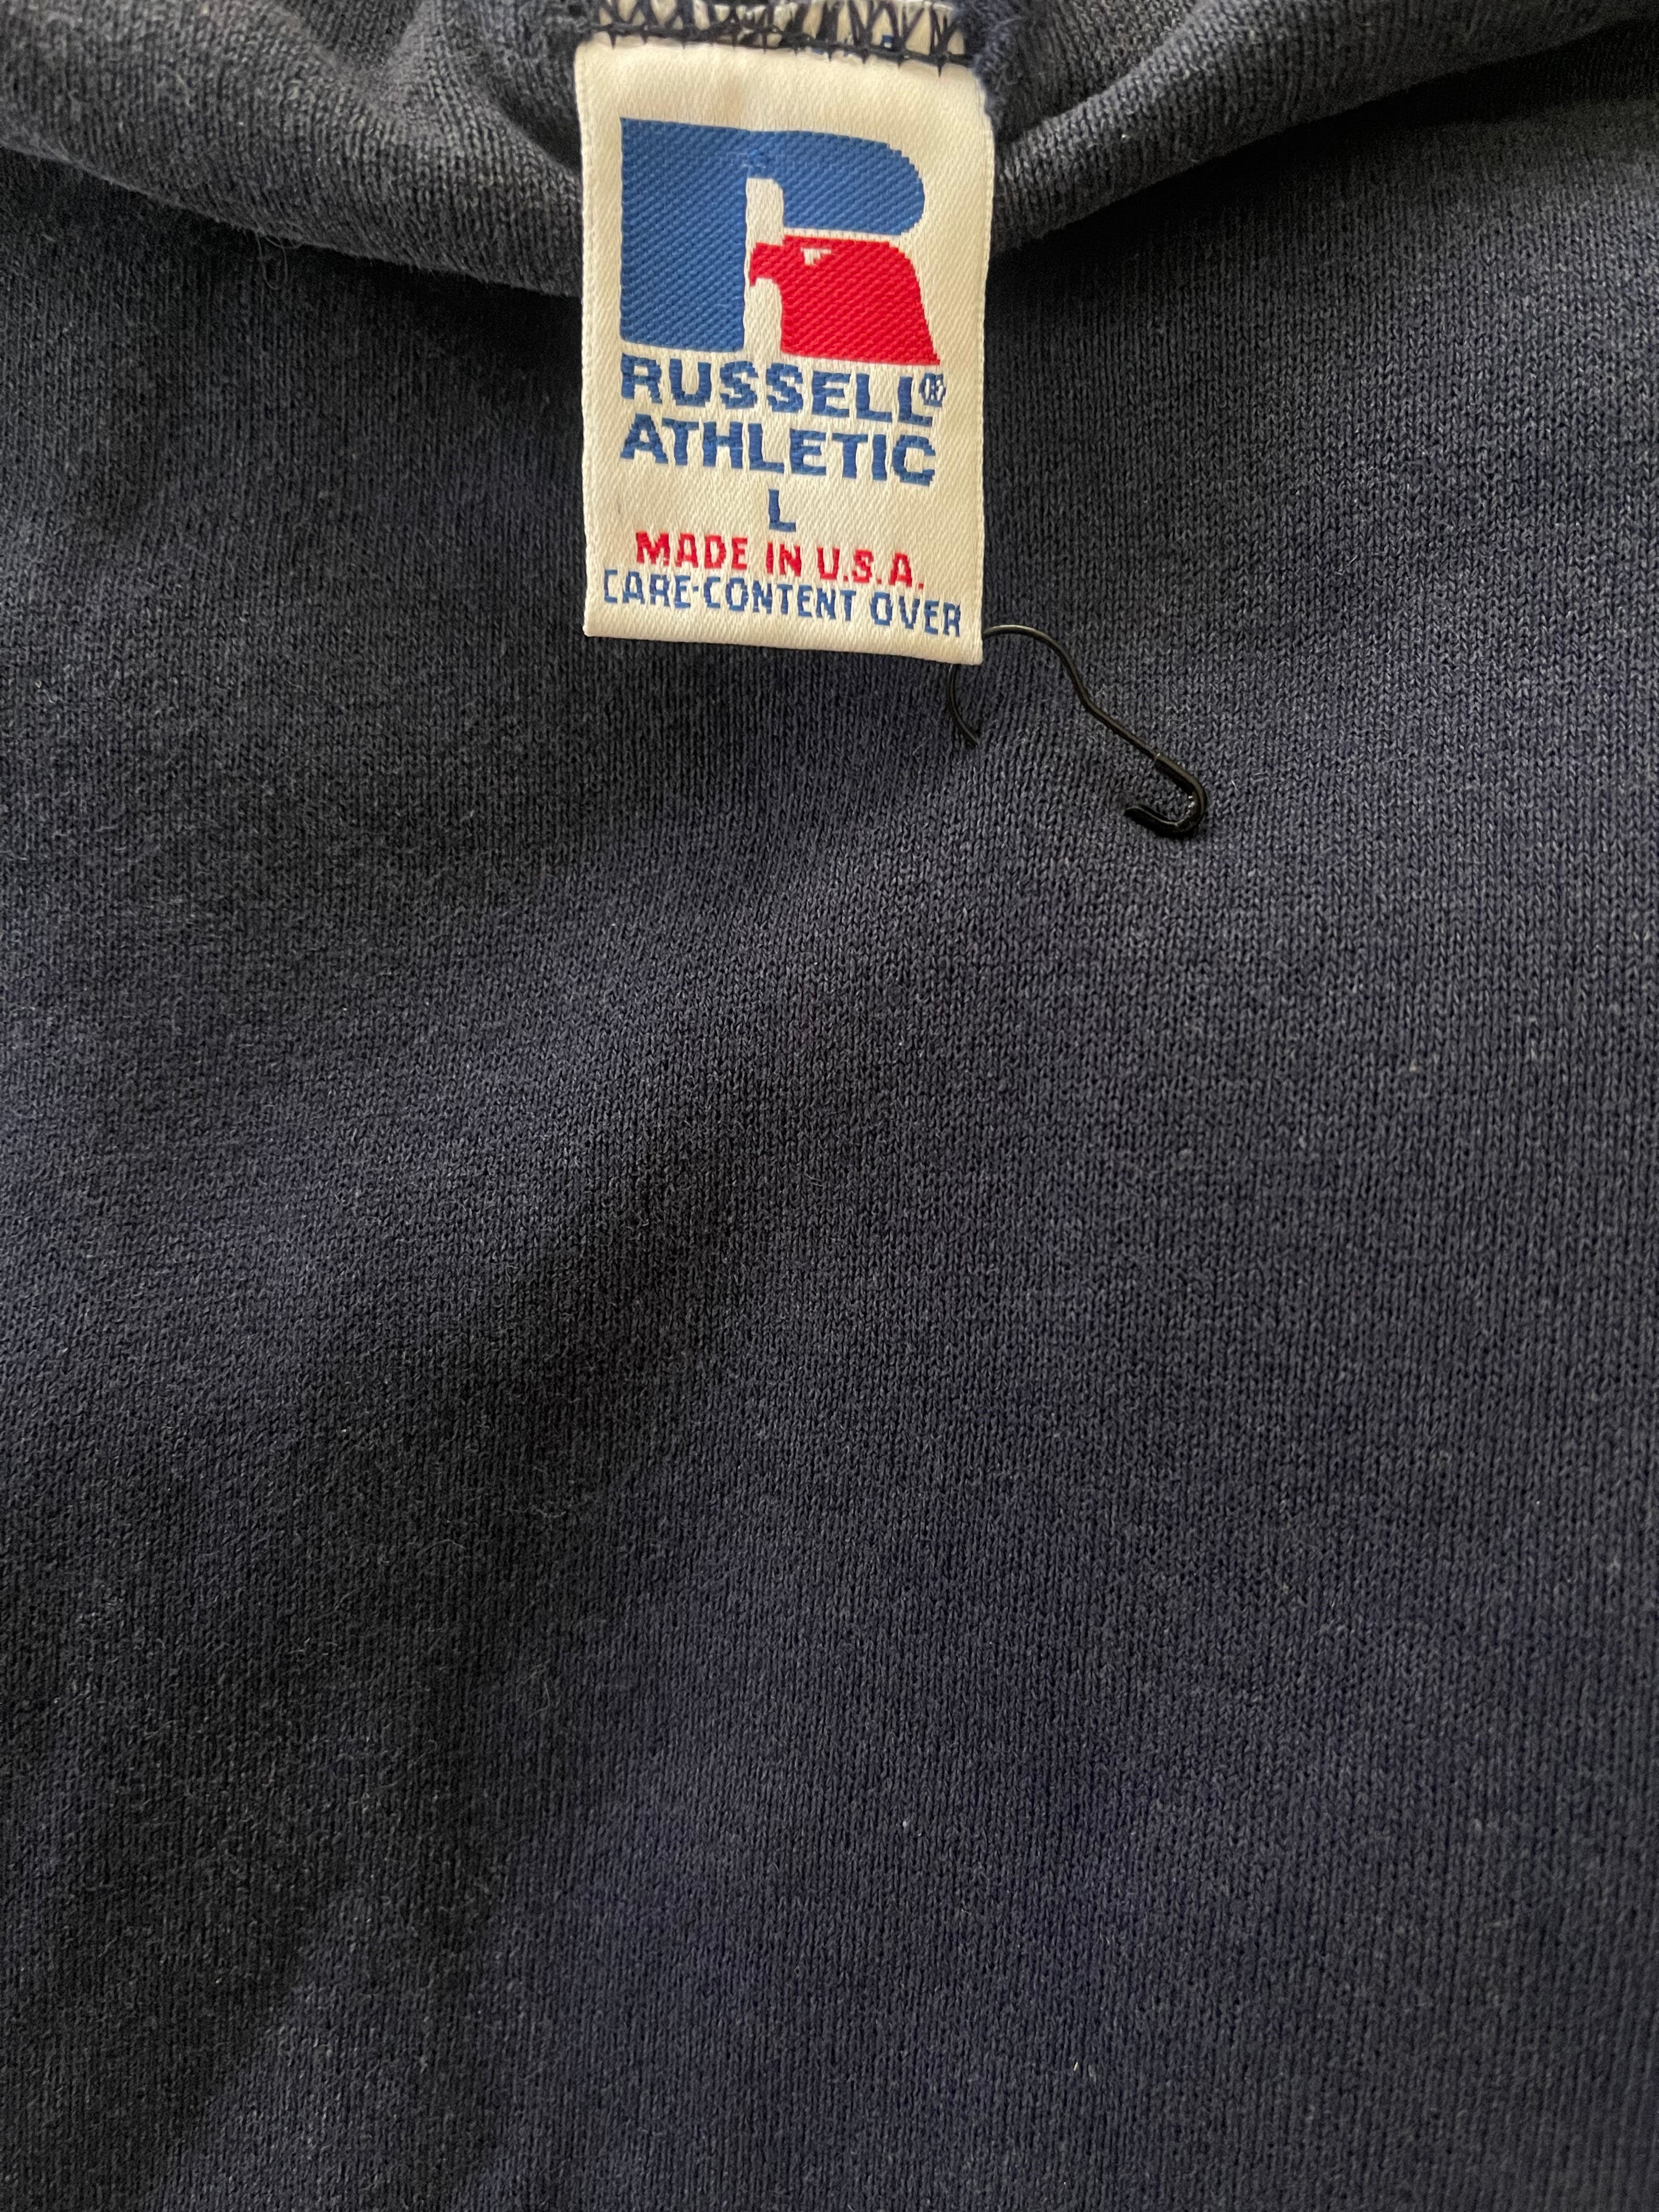 RUSSELL®
ATHLETIC
L
MADE IN U.S.A.
CARE-CONTENT OVER